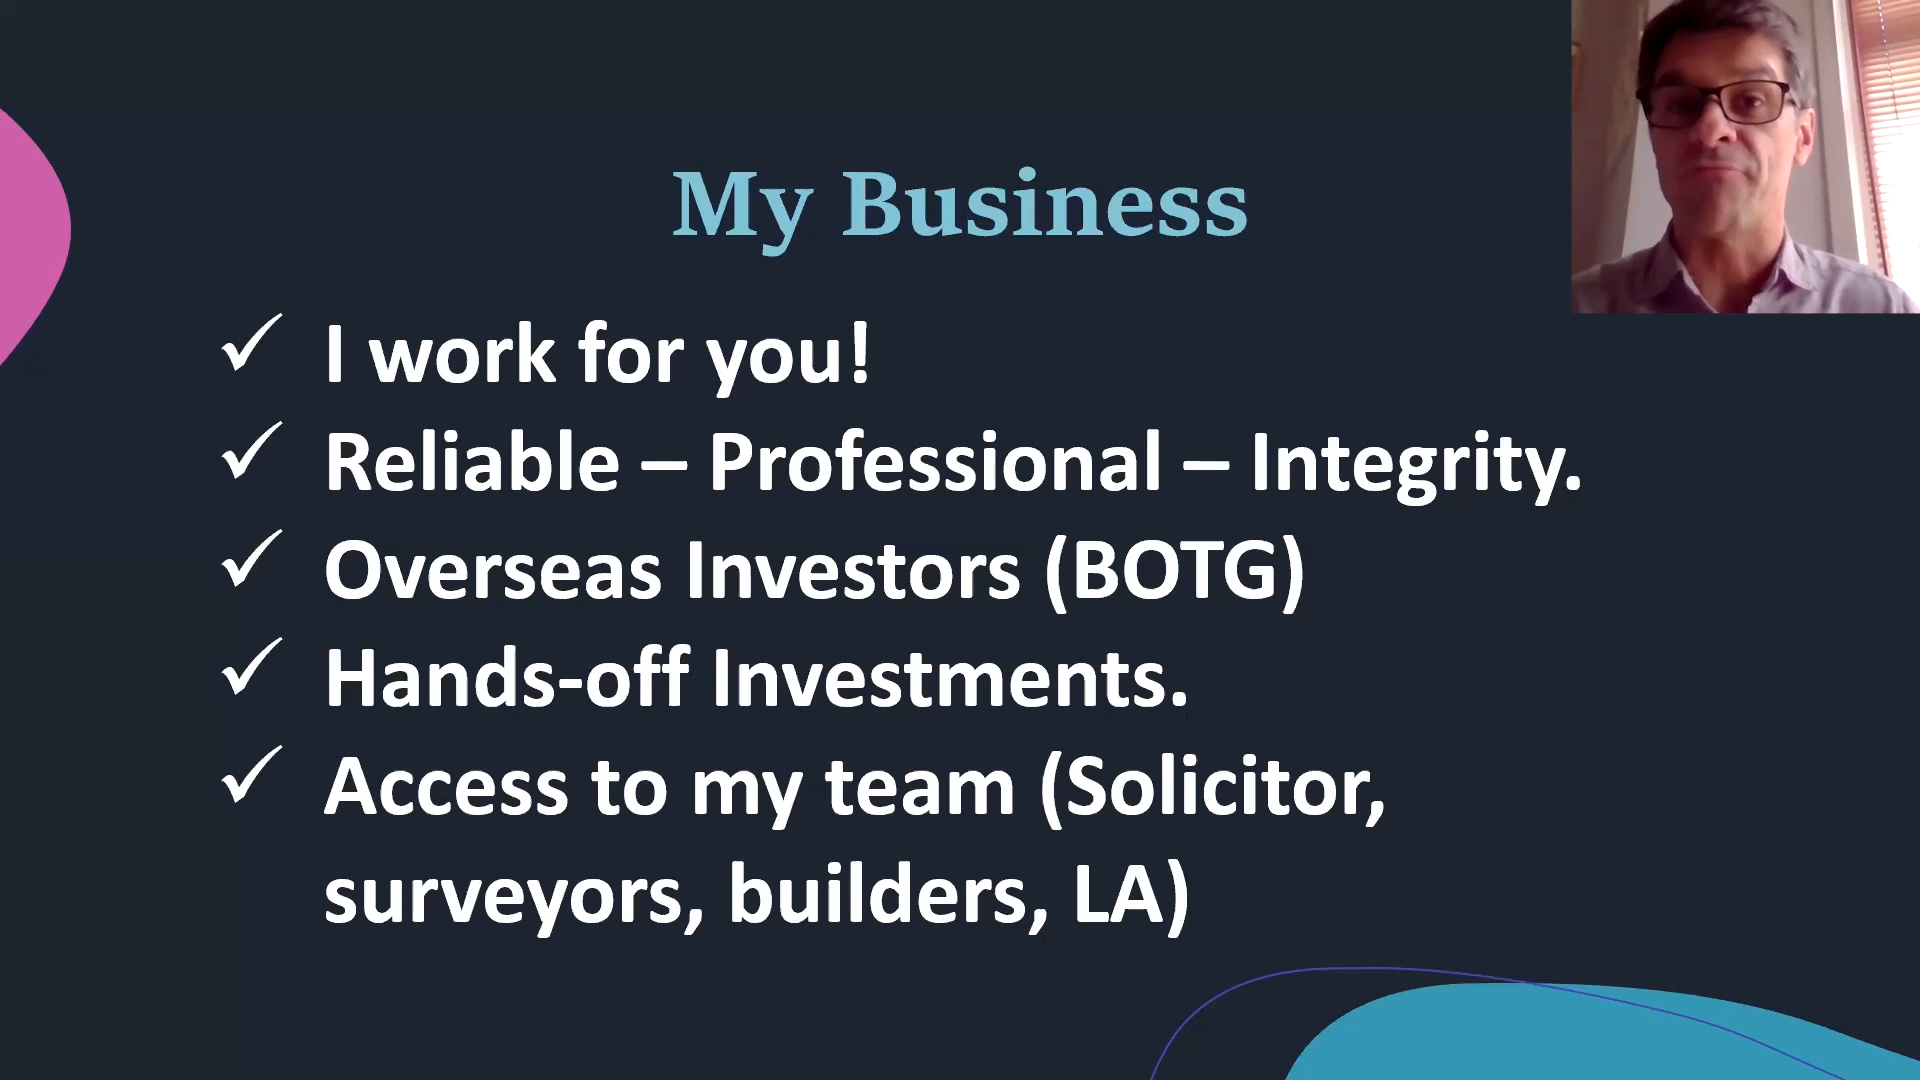 My Business
✓ I work for you!
✓ Reliable – Professional – Integrity.
✓ Overseas Investors (BOTG)
✓ Hands-off Investments.
✓ Access to my team (Solicitor,
surveyors, builders, LA)